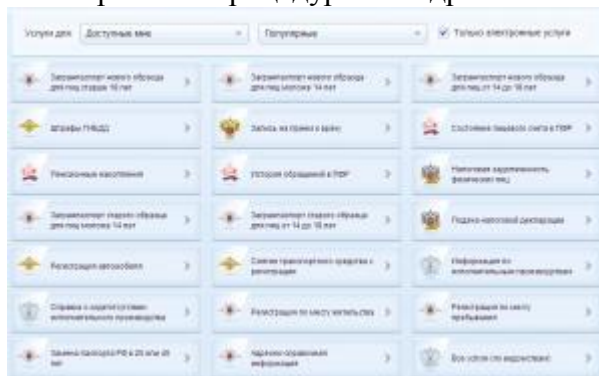 Услуги для: Доступные мне Популярные Только электронные услуги
Загранпаспорт нового образца
для лиц старше 18 лет
Загранпаспорт нового образца
для лиц моложе 14 лет
Загранпаспорт нового образца
для лиц от 14 до 18 лет
Штрафы ГИБДД
Запись на прием к врачу
Состояние лицевого счета в ПФР
Пенсионные накопления
История обращений в ПФР
Налоговая задолженность
физических лиц
Загранпаспорт старого образца
для лиц моложе 14 лет
Загранпаспорт старого образца
для лиц от 14 до 18 лет
Подача налоговой декларации
Регистрация автомобиля
Снятие транспортного средства с
регистрации
Информация по
исполнительным производствам
Справка о
исполнительного производства
Регистрация по месту жительства
Регистрация по месту
пребывания
Замена паспорта РФ в 20 или 45
лет
Адресно-справочная
информация
Все услуги (по ведомствам)